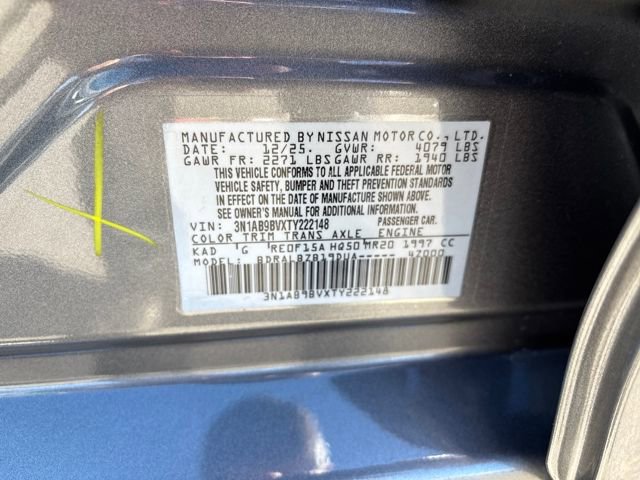 MANUFACTURED BY NISSAN MOTOR CO., LTD.
DATE: 12/25. GVWR: 4079 LBS
GAWR FR: 2271 LBS GAWR RR: 1940 LBS
THIS VEHICLE CONFORMS TO ALL APPLICABLE FEDERAL MOTOR
VEHICLE SAFETY, BUMPER AND THEFT PREVENTION STANDARDS
IN EFFECT ON THE DATE OF MANUFACTURE SHOWN ABOVE.
SEE OWNER'S MANUAL FOR ADDITIONAL INFORMATION.
VIN: 3N1AB9BVXTY222148 PASSENGER CAR.
COLOR TRIM TRANS AXLE ENGINE
KAD G RE0F15A HQ50 MR20 1997 CC
MODEL: BDRALBZB19DUA----- 47000
3N1AB9BVXTY222148